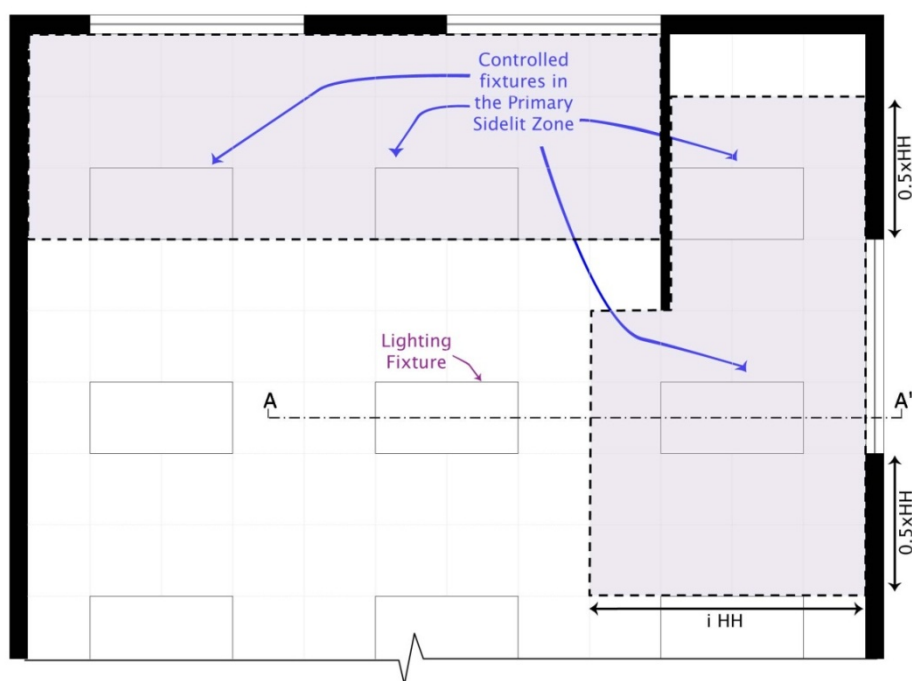 Controlled
fixtures in
the Primary
Sidelit Zone
0.5xHH
Lighting
Fixture
A
A'
0.5xHH
i HH